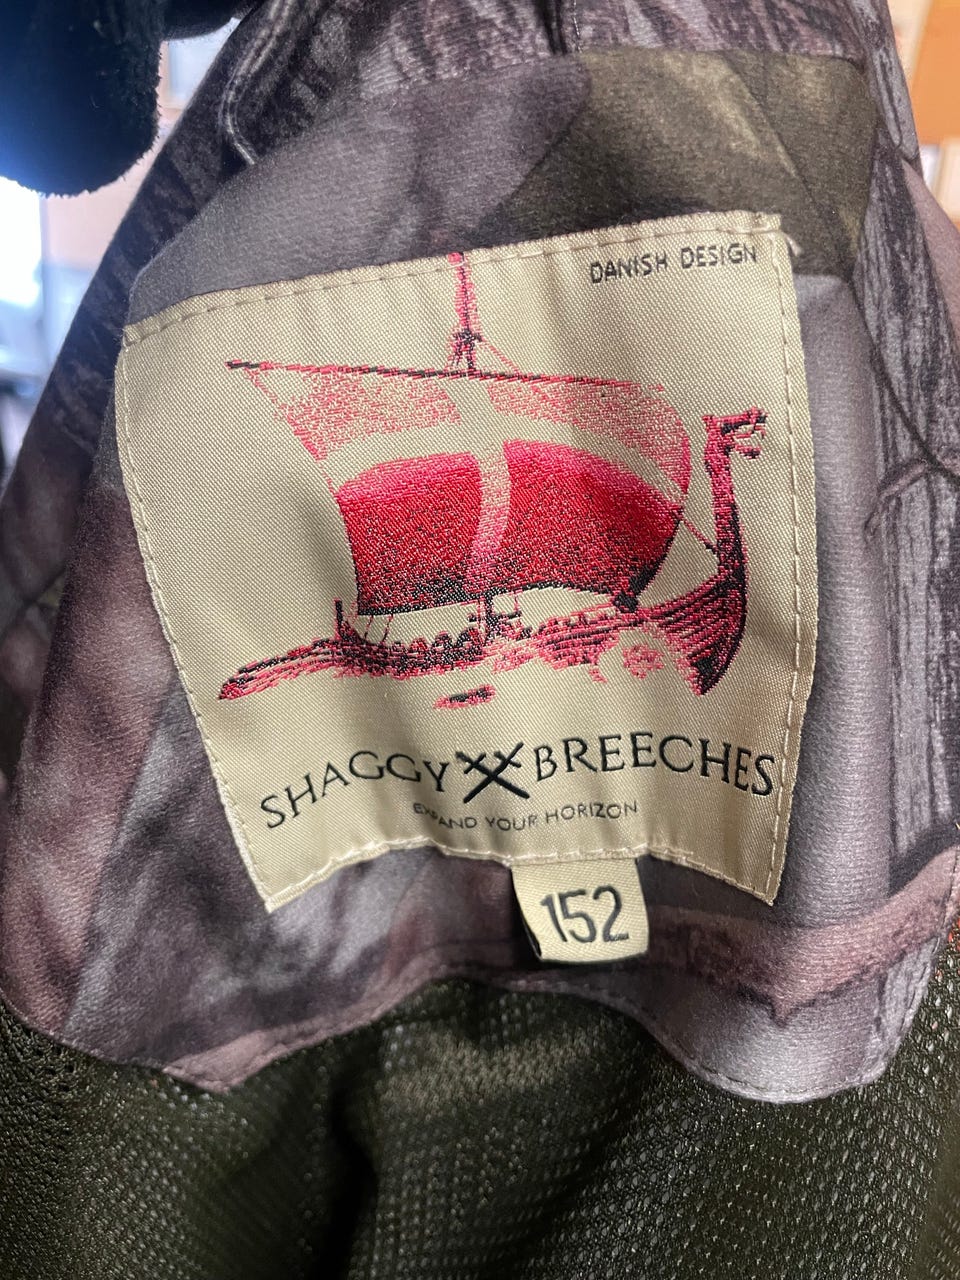 DANISH DESIGN
SHAGGY BREECHES
EXPAND YOUR HORIZON
152